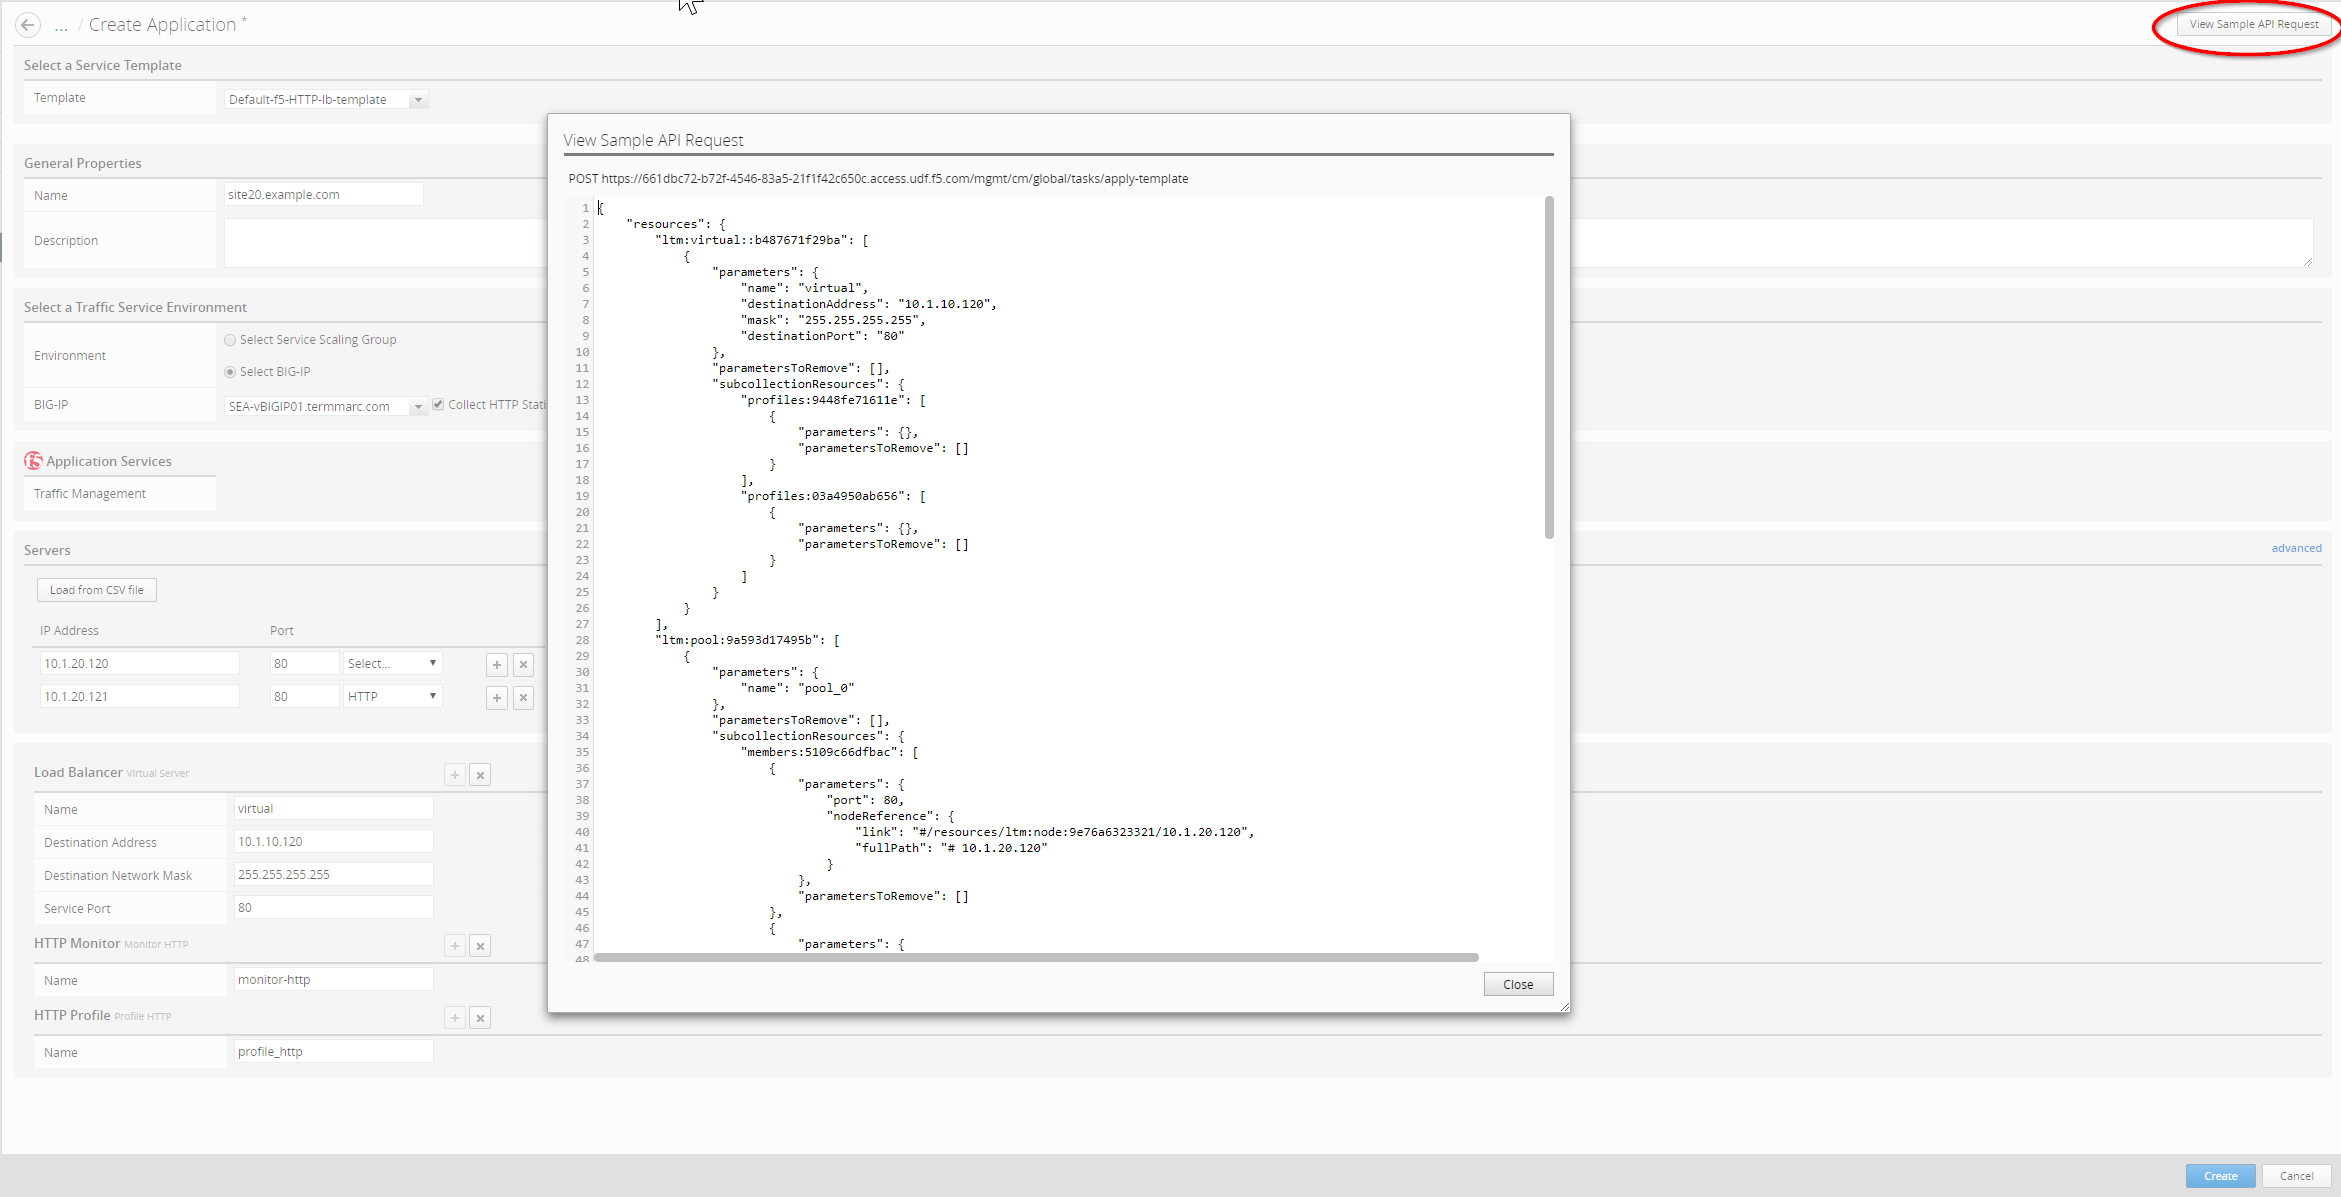 ... / Create Application *
View Sample API Request
Select a Service Template
Template
Default-f5-HTTP-lb-template
General Properties
Name
site20.example.com
Description
Select a Traffic Service Environment
Environment
Select Service Scaling Group
Select BIG-IP
BIG-IP
SEA-vBIGIP01.termmarc.com
Collect HTTP Stati
f5 Application Services
Traffic Management
Servers
advanced
Load from CSV file
IP Address Port
10.1.20.120 80 Select... + x
10.1.20.121 80 HTTP + x
Load Balancer Virtual Server + x
Name virtual
Destination Address 10.1.10.120
Destination Network Mask 255.255.255.255
Service Port 80
HTTP Monitor Monitor HTTP + x
Name monitor-http
HTTP Profile Profile HTTP + x
Name profile_http
View Sample API Request
POST https://661dbc72-b72f-4546-83a5-21f1f42c650c.access.udf.f5.com/mgmt/cm/global/tasks/apply-template
1 {
2 "resources": {
3 "ltm:virtual::b487671f29ba": [
4 {
5 "parameters": {
6 "name": "virtual",
7 "destinationAddress": "10.1.10.120",
8 "mask": "255.255.255.255",
9 "destinationPort": "80"
10 },
11 "parametersToRemove": [],
12 "subcollectionResources": {
13 "profiles:9448fe71611e": [
14 {
15 "parameters": {},
16 "parametersToRemove": []
17 }
18 ],
19 "profiles:03a4950ab656": [
20 {
21 "parameters": {},
22 "parametersToRemove": []
23 }
24 ]
25 }
26 }
27 ],
28 "ltm:pool:9a593d17495b": [
29 {
30 "parameters": {
31 "name": "pool_0"
32 },
33 "parametersToRemove": [],
34 "subcollectionResources": {
35 "members:5109c66dfbac": [
36 {
37 "parameters": {
38 "port": 80,
39 "nodeReference": {
40 "link": "#/resources/ltm:node:9e76a6323321/10.1.20.120",
41 "fullPath": "# 10.1.20.120"
42 }
43 },
44 "parametersToRemove": []
45 },
46 {
47 "parameters": {
48
Close
Create
Cancel